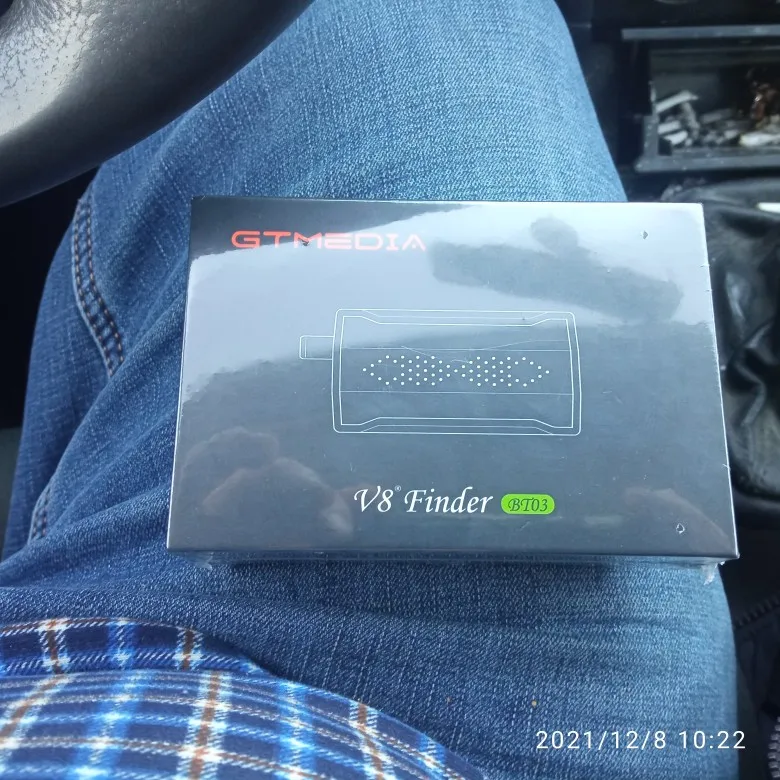 GTMEDIA
V8® Finder BT03
2021/12/8 10:22